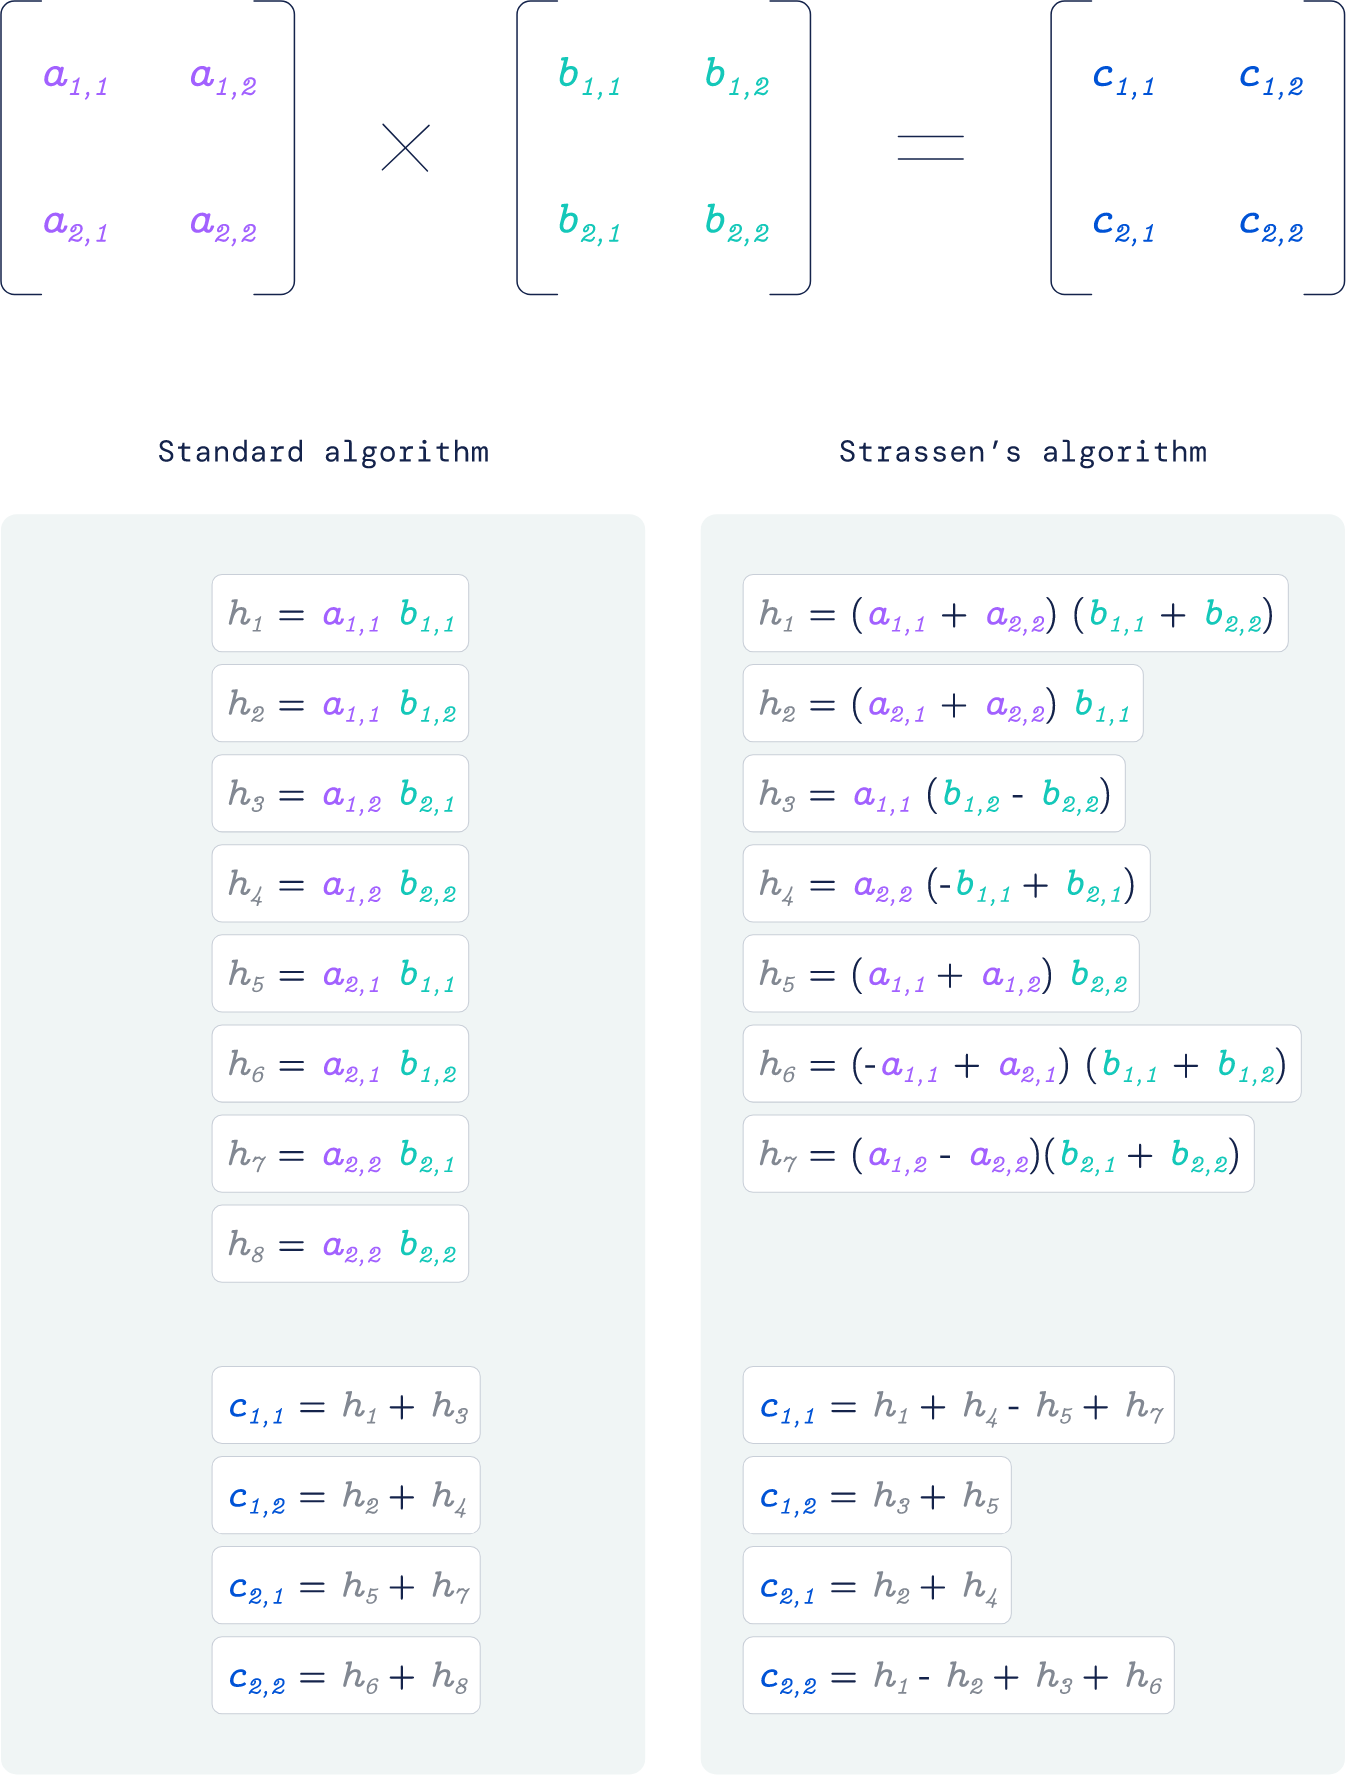 a1,1 a1,2 b1,1 b1,2 c1,1 c1,2
× =
a2,1 a2,2 b2,1 b2,2 c2,1 c2,2
Standard algorithm
h1 = a1,1 b1,1
h2 = a1,1 b1,2
h3 = a1,2 b2,1
h4 = a1,2 b2,2
h5 = a2,1 b1,1
h6 = a2,1 b1,2
h7 = a2,2 b2,1
h8 = a2,2 b2,2
c1,1 = h1 + h3
c1,2 = h2 + h4
c2,1 = h5 + h7
c2,2 = h6 + h8
Strassen’s algorithm
h1 = (a1,1 + a2,2) (b1,1 + b2,2)
h2 = (a2,1 + a2,2) b1,1
h3 = a1,1 (b1,2 - b2,2)
h4 = a2,2 (-b1,1 + b2,1)
h5 = (a1,1 + a1,2) b2,2
h6 = (-a1,1 + a2,1) (b1,1 + b1,2)
h7 = (a1,2 - a2,2)(b2,1 + b2,2)
c1,1 = h1 + h4 - h5 + h7
c1,2 = h3 + h5
c2,1 = h2 + h4
c2,2 = h1 - h2 + h3 + h6